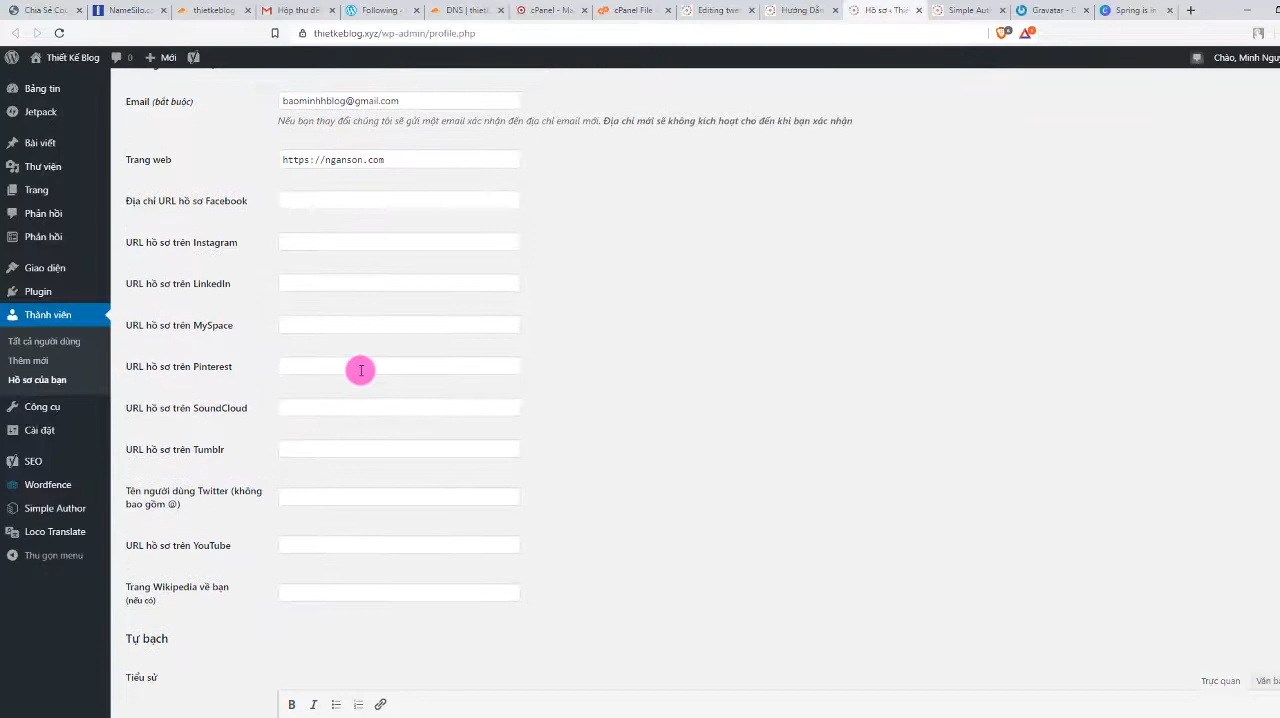 Chia Sẻ Cô
NameSilo.c
thietkeblog
Hộp thư đế
Following -
DNS | thietk
cPanel - Ma
cPanel File
Editing twe
Hướng Dẫn
Hồ sơ ‹ Thi
Simple Aut
Gravatar - G
Spring is in
thietkeblog.xyz/wp-admin/profile.php
Thiết Kế Blog 0 Mới
Chào, Minh Ngu
Bảng tin
Jetpack
Bài viết
Thư viện
Trang
Phản hồi
Phản hồi
Giao diện
Plugin
Thành viên
Tất cả người dùng
Thêm mới
Hồ sơ của bạn
Công cụ
Cài đặt
SEO
Wordfence
Simple Author
Loco Translate
Thu gọn menu
Email (bắt buộc) baominhhblog@gmail.com
Nếu bạn thay đổi chúng tôi sẽ gửi một email xác nhận đến địa chỉ email mới. Địa chỉ mới sẽ không kích hoạt cho đến khi bạn xác nhận
Trang web https://nganson.com
Địa chỉ URL hồ sơ Facebook
URL hồ sơ trên Instagram
URL hồ sơ trên LinkedIn
URL hồ sơ trên MySpace
URL hồ sơ trên Pinterest
URL hồ sơ trên SoundCloud
URL hồ sơ trên Tumblr
Tên người dùng Twitter (không
bao gồm @)
URL hồ sơ trên YouTube
Trang Wikipedia về bạn
(nếu có)
Tự bạch
Tiểu sử
Trực quan Văn bả
B I